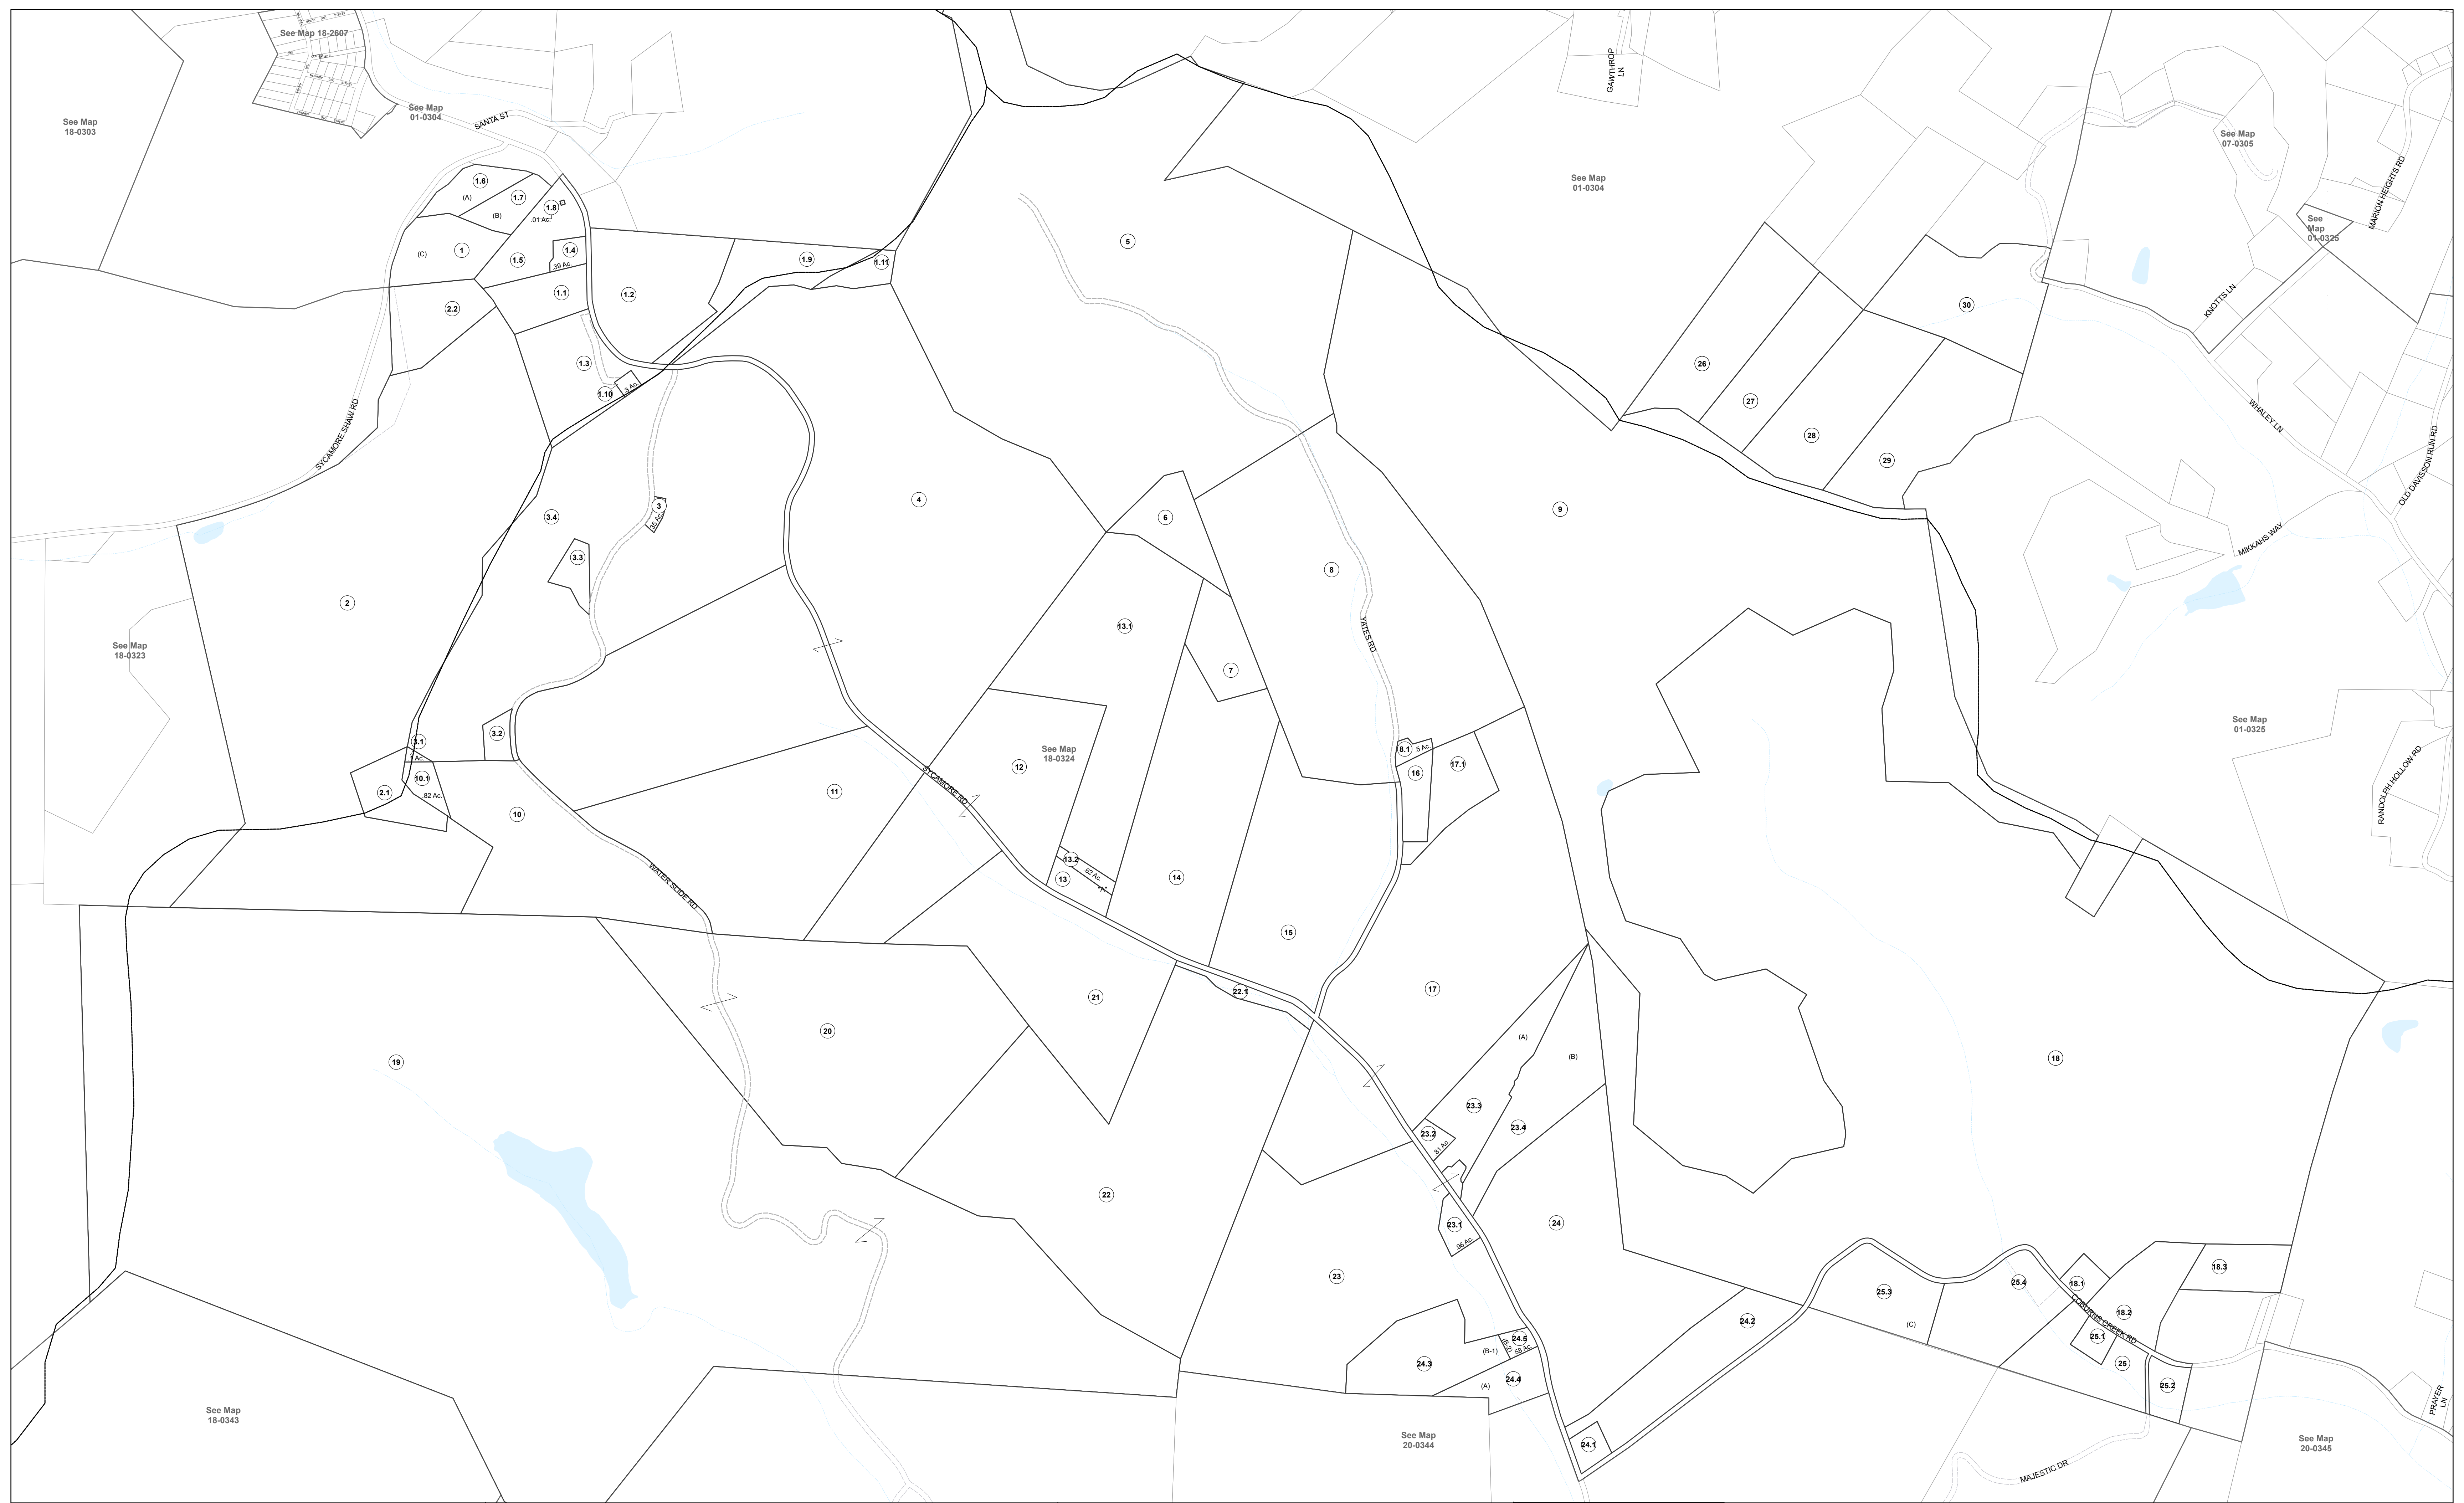 See Map 18-2607
See Map
18-0303
See Map
01-0304
SANTA ST
GAWTHROP
LN
See Map
01-0304
See Map
07-0305
MARION HEIGHTS RD
See
Map
01-0325
KNOTTS LN
WHALEY LN
OLD DAVISSON RUN RD
MIKKAHS WAY
1.6
(A)
1.7
(B)
1.8
.01 Ac.
1
(C)
1.5
1.4
.39 Ac.
1.1
1.2
1.9
1.11
5
2.2
1.3
1.10
.3 Ac.
30
26
27
28
29
SYCAMORE SHAW RD
3.4
3
.35 Ac.
3.3
4
6
9
8
2
13.1
7
YATES RD
See Map
18-0323
3.2
3.1
.1 Ac.
10.1
.82 Ac.
2.1
10
11
12
See Map
18-0324
8.1
.5 Ac.
16
17.1
See Map
01-0325
RANDOLPH HOLLOW RD
SYCAMORE RD
13.2
.62 Ac.
"A"
13
14
15
WATER SLIDE RD
21
22.1
17
20
19
18
(A)
(B)
23.3
23.4
23.2
.81 Ac.
22
23.1
.96 Ac.
24
23
24.2
25.3
(C)
25.4
18.1
18.2
18.3
COBURNS CREEK RD
25.1
25
25.2
24.3
(B-1)
(B-2)
24.5
.58 Ac.
24.4
(A)
24.1
See Map
18-0343
See Map
20-0344
MAJESTIC DR
See Map
20-0345
PRAYER
LN